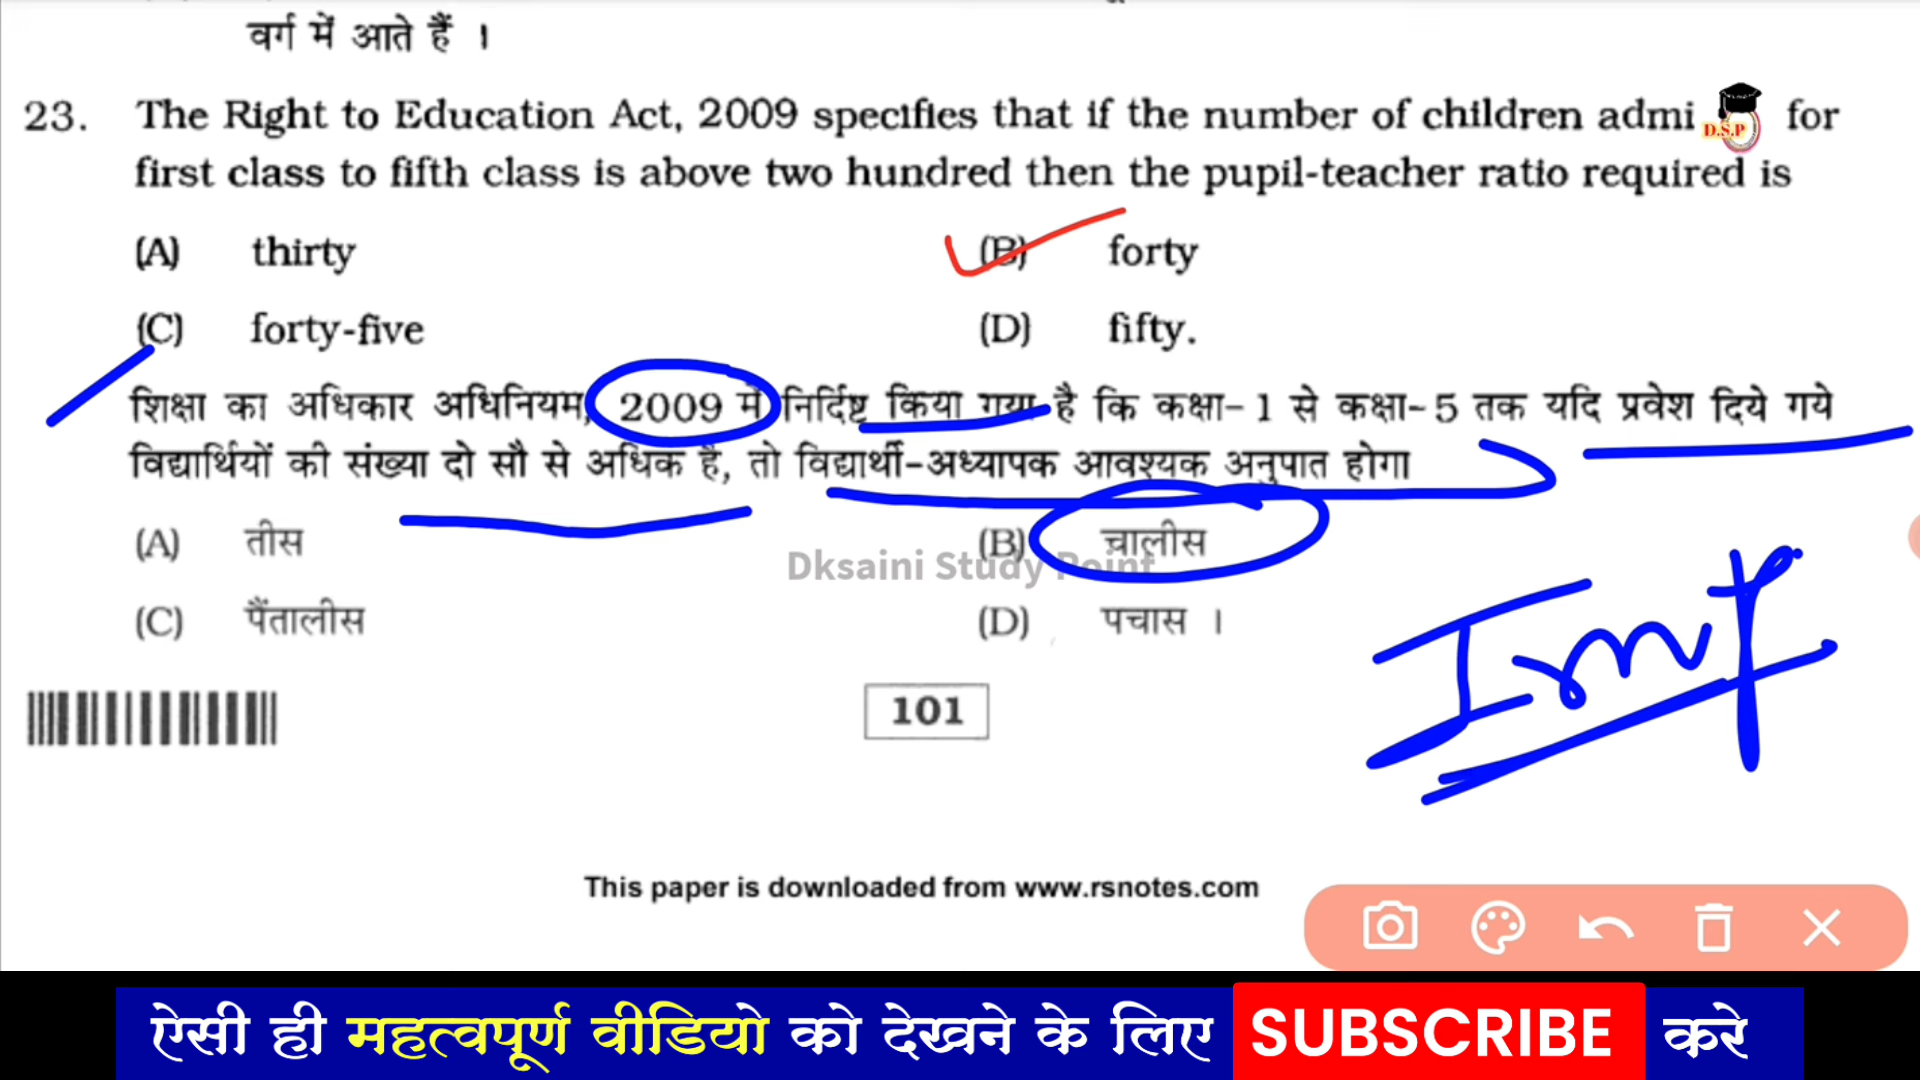 वर्ग में आते हैं ।
23. The Right to Education Act, 2009 specifies that if the number of children admi D.S.P for
first class to fifth class is above two hundred then the pupil-teacher ratio required is
(A) thirty (B) forty
(C) forty-five (D) fifty.
शिक्षा का अधिकार अधिनियम, 2009 में निर्दिष्ट किया गया है कि कक्षा-1 से कक्षा-5 तक यदि प्रवेश दिये गये
विद्यार्थियों की संख्या दो सौ से अधिक है, तो विद्यार्थी-अध्यापक आवश्यक अनुपात होगा
(A) तीस (B) चालीस
Dksaini Study Point
(C) पैंतालीस (D) पचास ।
Imp
101
This paper is downloaded from www.rsnotes.com
ऐसी ही महत्वपूर्ण वीडियो को देखने के लिए SUBSCRIBE करे